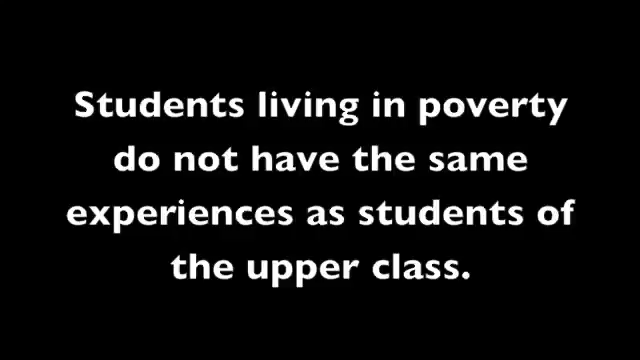 Students living in poverty
do not have the same
experiences as students of
the upper class.